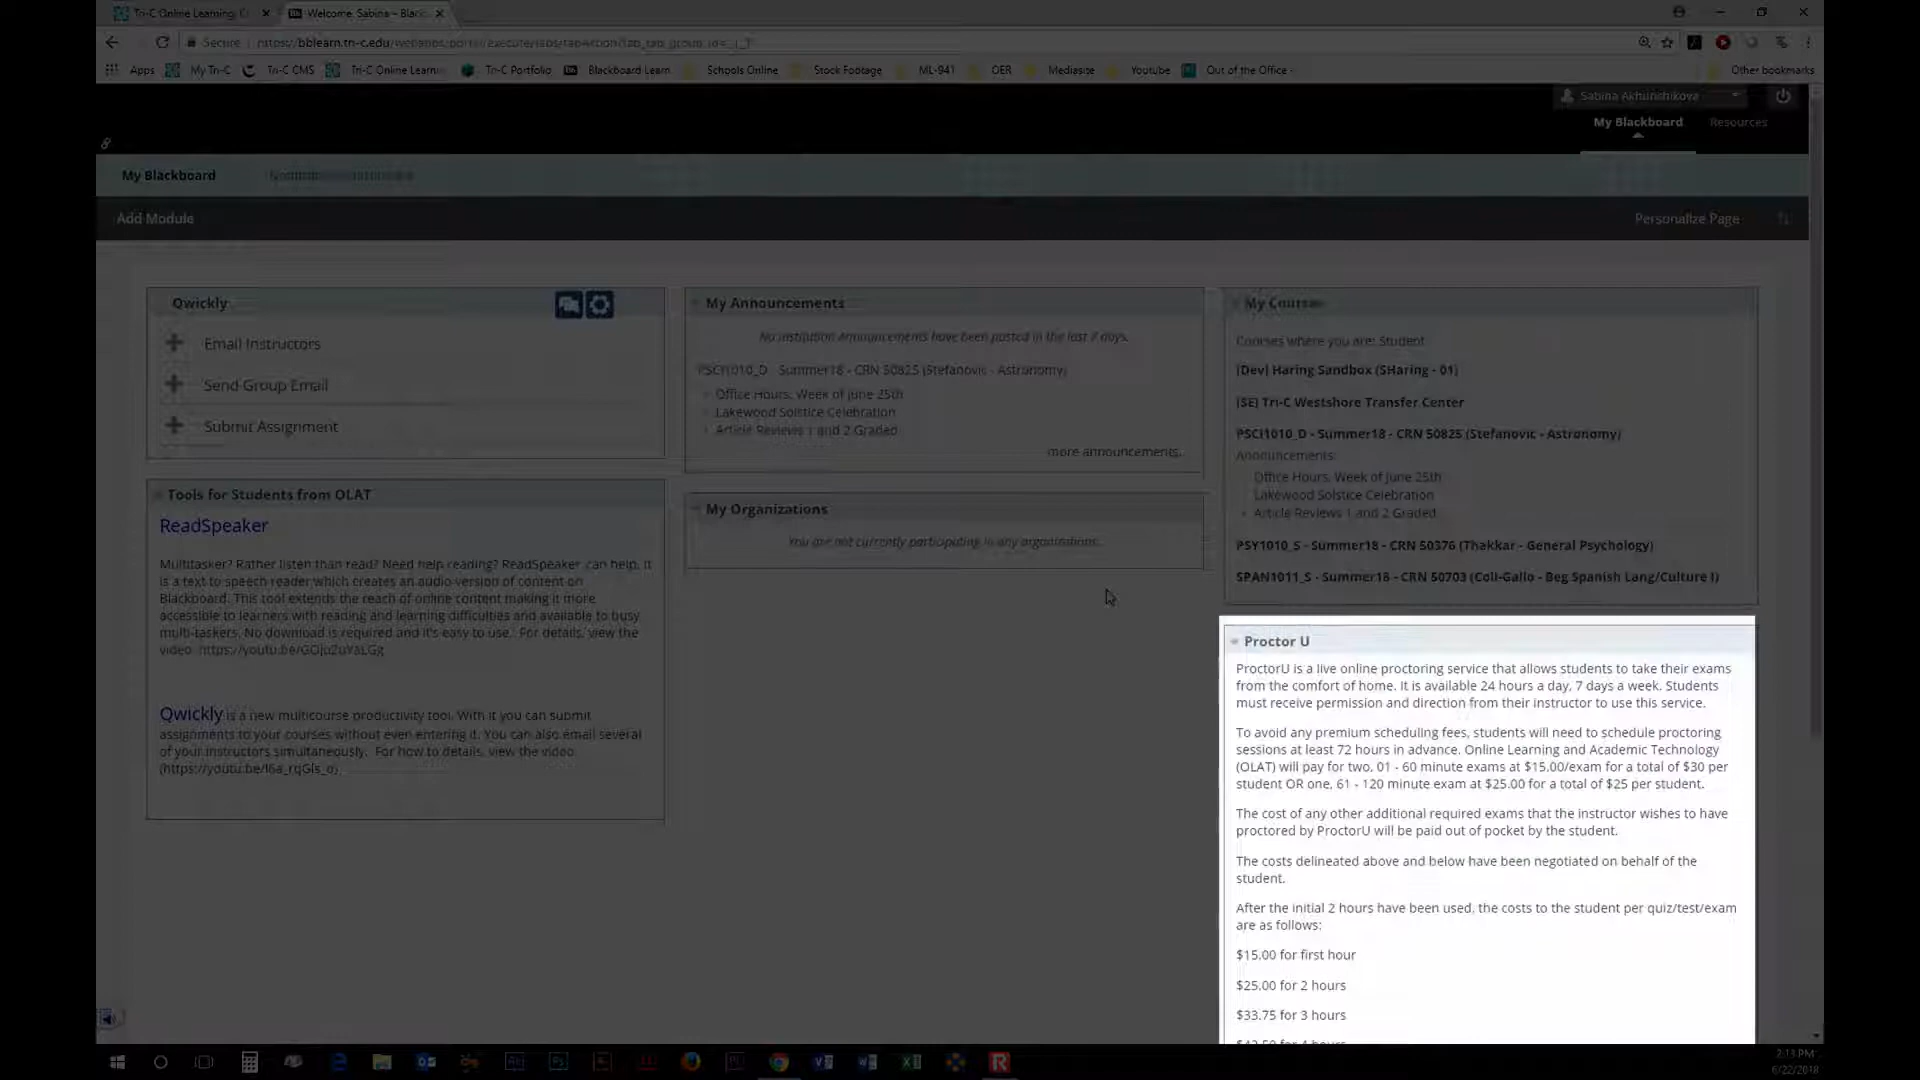 Tri-C Online Learning: C
Welcome, Sabina – Black
Secure
Apps
My Tri-C
Tri-C CMS
Tri-C Online Learnin
Tri-C Portfolio
Blackboard Learn
Schools Online
Stock Footage
ML-941
OER
Mediasite
Youtube
Out of the Office -
Other bookmarks
Sabina Akhunshikova
My Blackboard
Resources
My Blackboard
Add Module
Personalize Page
Qwickly
Email Instructors
Send Group Email
Submit Assignment
Tools for Students from OLAT
ReadSpeaker
Multitasker? Rather listen than read? Need help reading? ReadSpeaker can help. It
is a text to speech reader which creates an audio version of content on
Blackboard. This tool extends the reach of online content making it more
accessible to learners with reading and learning difficulties and available to busy
multi-taskers. No download is required and it's easy to use. For details, view the
video
Qwickly is a new multicourse productivity tool. With it you can submit
assignments to your courses without even entering it. You can also email several
of your instructors simultaneously. For how to details, view the video
My Announcements
No Institution Announcements have been posted in the last 7 days.
PSCI1010_D - Summer18 - CRN 50825 (Stefanovic - Astronomy)
Office Hours, Week of June 25th
Lakewood Solstice Celebration
Article Reviews 1 and 2 Graded
more announcements...
My Organizations
You are not currently participating in any organizations.
My Courses
Courses where you are: Student
(Dev) Haring Sandbox (SHaring - 01)
(SE) Tri-C Westshore Transfer Center
PSCI1010_D - Summer18 - CRN 50825 (Stefanovic - Astronomy)
Announcements:
Office Hours, Week of June 25th
Lakewood Solstice Celebration
Article Reviews 1 and 2 Graded
PSY1010_S - Summer18 - CRN 50376 (Thakkar - General Psychology)
SPAN1011_S - Summer18 - CRN 50703 (Coll-Gallo - Beg Spanish Lang/Culture I)
Proctor U
ProctorU is a live online proctoring service that allows students to take their exams
from the comfort of home. It is available 24 hours a day, 7 days a week. Students
must receive permission and direction from their instructor to use this service.
To avoid any premium scheduling fees, students will need to schedule proctoring
sessions at least 72 hours in advance. Online Learning and Academic Technology
(OLAT) will pay for two, 01 - 60 minute exams at $15.00/exam for a total of $30 per
student OR one, 61 - 120 minute exam at $25.00 for a total of $25 per student.
The cost of any other additional required exams that the instructor wishes to have
proctored by ProctorU will be paid out of pocket by the student.
The costs delineated above and below have been negotiated on behalf of the
student.
After the initial 2 hours have been used, the costs to the student per quiz/test/exam
are as follows:
$15.00 for first hour
$25.00 for 2 hours
$33.75 for 3 hours
$42.50 for 4 hours
2:13 PM
6/22/2018